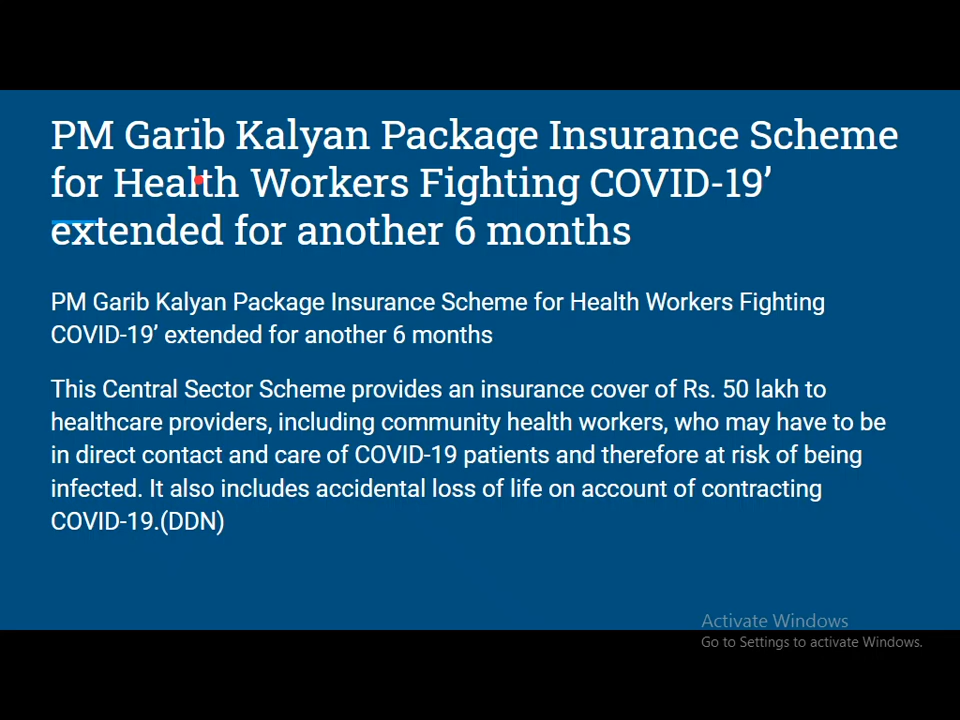 PM Garib Kalyan Package Insurance Scheme
for Health Workers Fighting COVID-19’
extended for another 6 months
PM Garib Kalyan Package Insurance Scheme for Health Workers Fighting
COVID-19’ extended for another 6 months
This Central Sector Scheme provides an insurance cover of Rs. 50 lakh to
healthcare providers, including community health workers, who may have to be
in direct contact and care of COVID-19 patients and therefore at risk of being
infected. It also includes accidental loss of life on account of contracting
COVID-19.(DDN)
Activate Windows
Go to Settings to activate Windows.